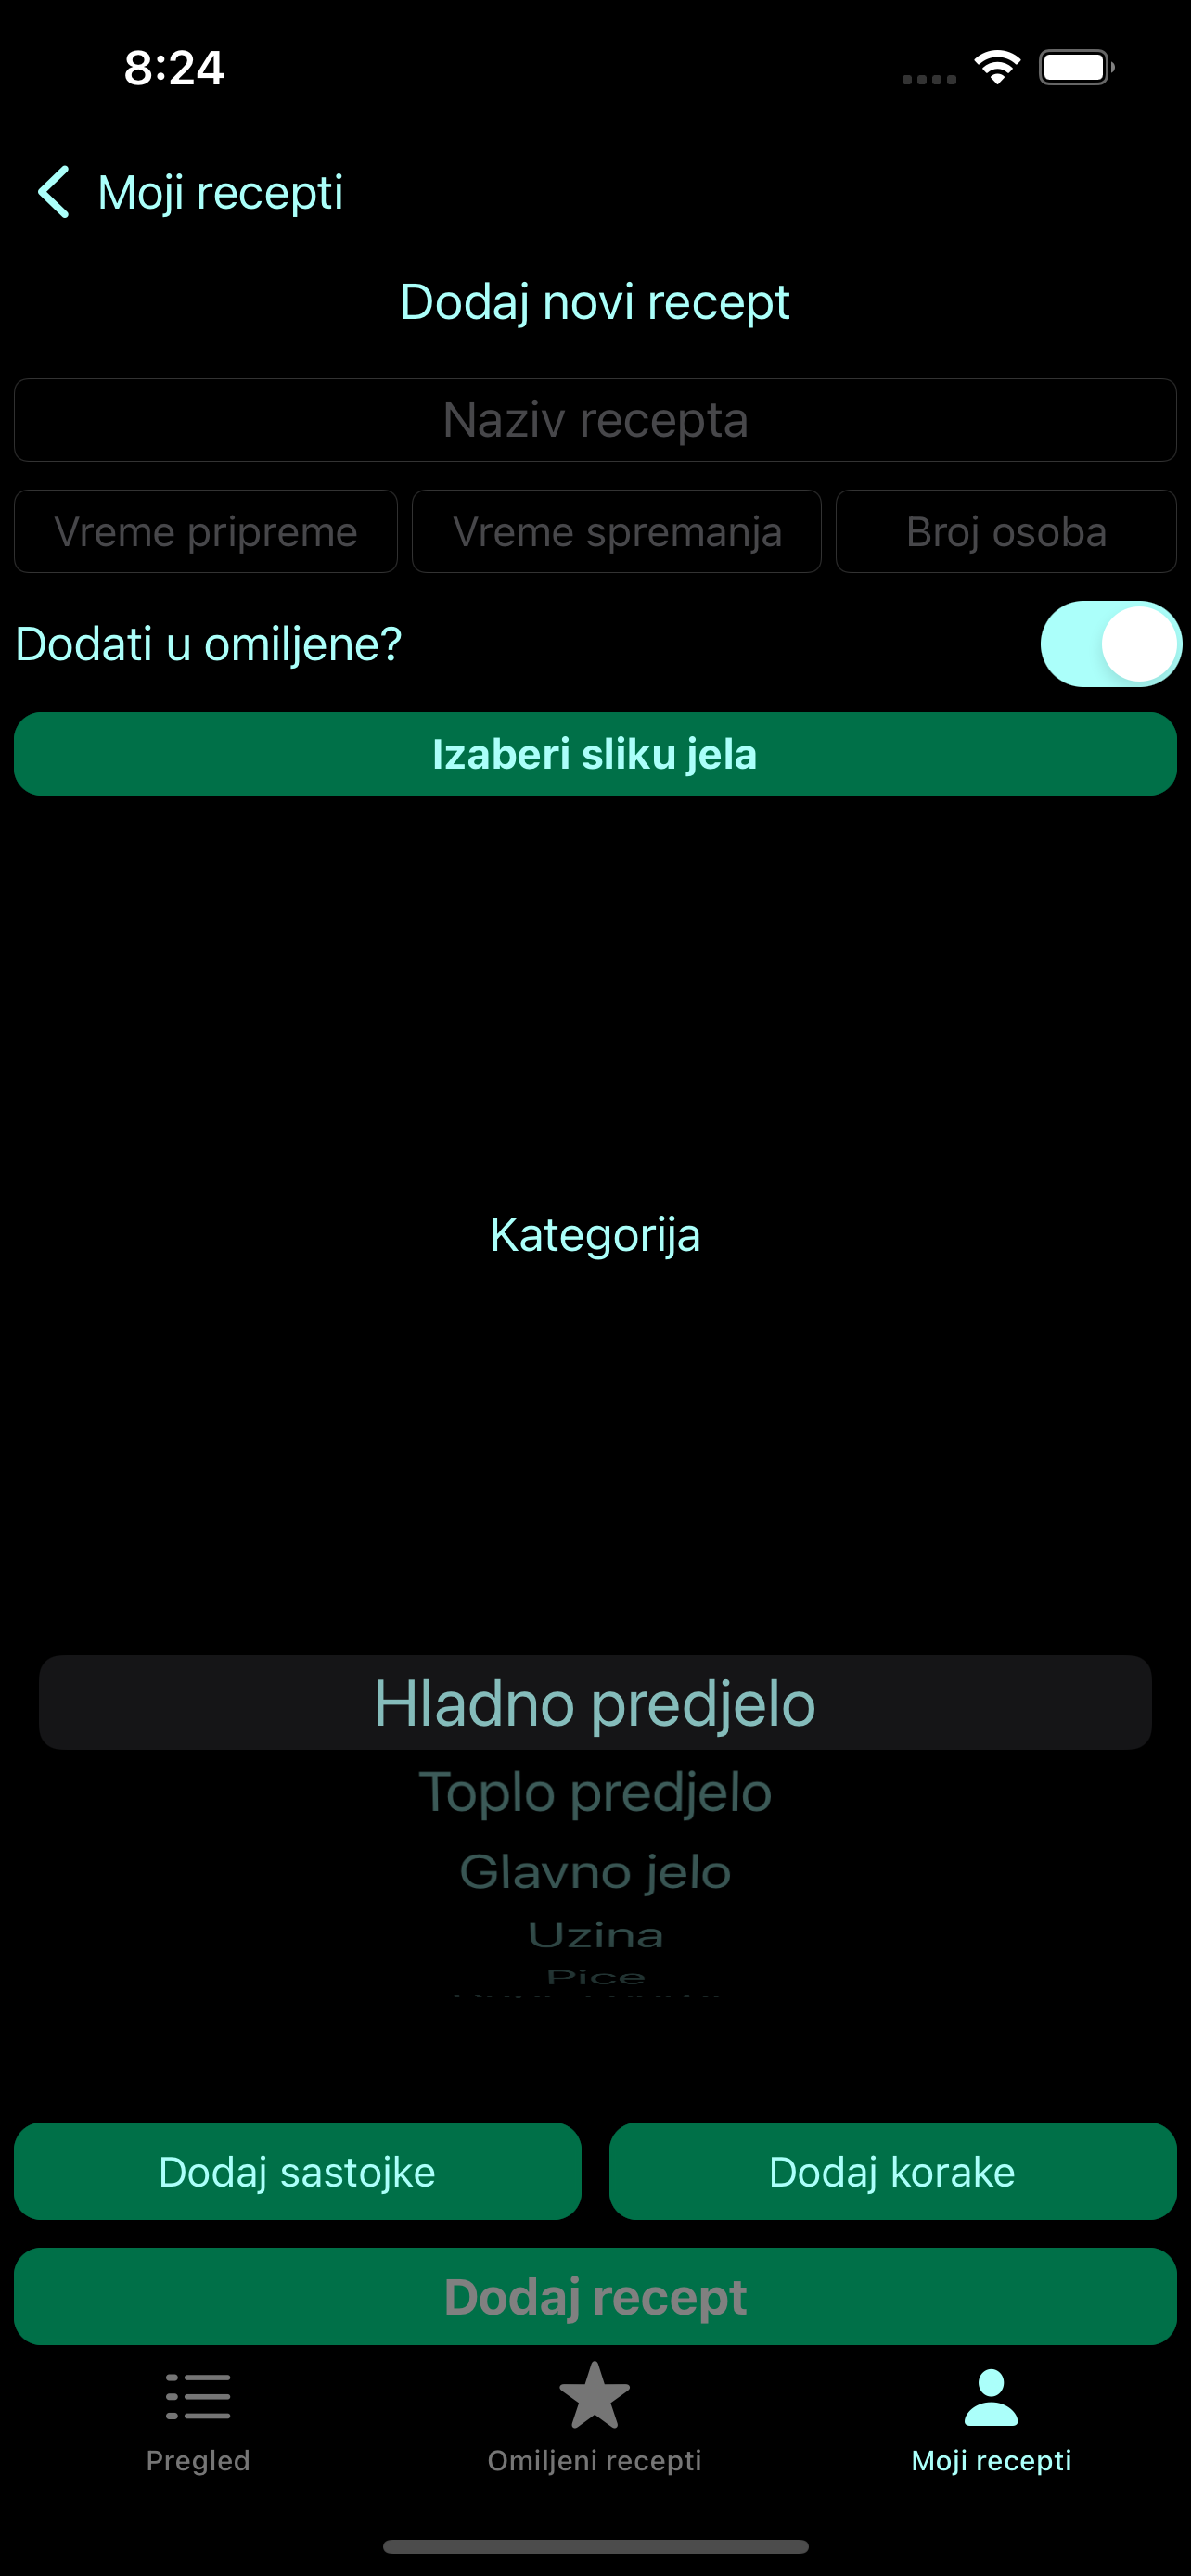 8:24
Moji recepti
Dodaj novi recept
Naziv recepta
Vreme pripreme Vreme spremanja Broj osoba
Dodati u omiljene?
Izaberi sliku jela
Kategorija
Hladno predjelo
Toplo predjelo
Glavno jelo
Uzina
Pice
Dodaj sastojke Dodaj korake
Dodaj recept
Pregled Omiljeni recepti Moji recepti